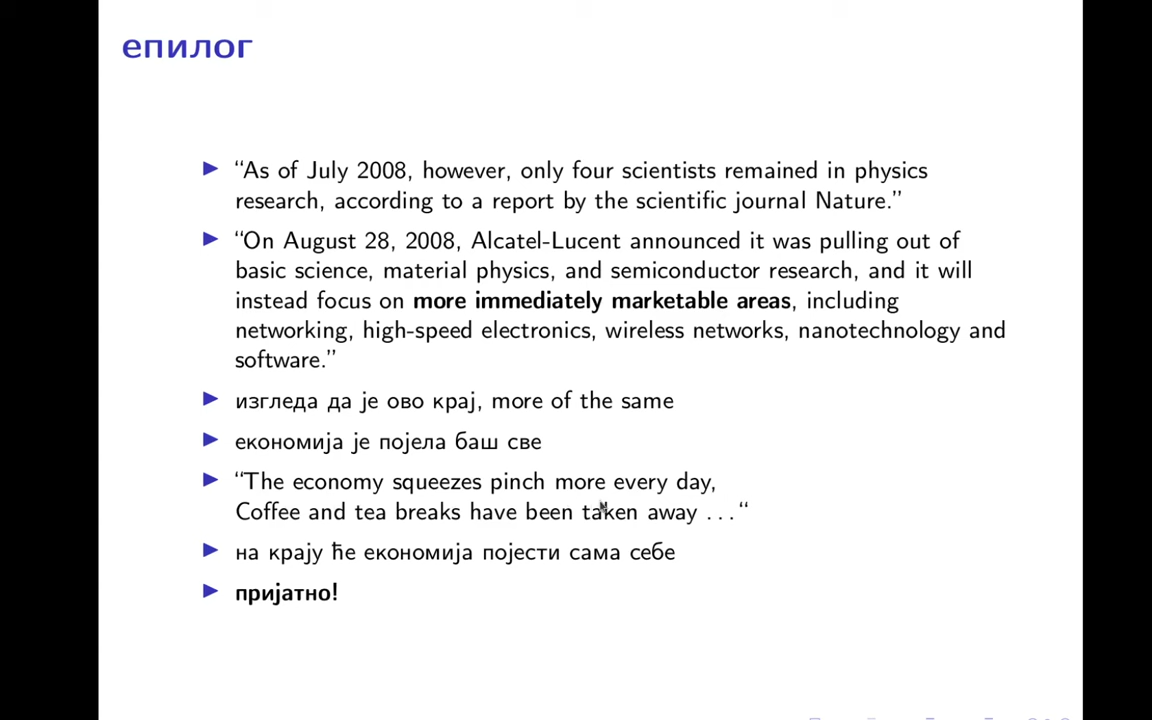 епилог
“As of July 2008, however, only four scientists remained in physics
research, according to a report by the scientific journal Nature.”
“On August 28, 2008, Alcatel-Lucent announced it was pulling out of
basic science, material physics, and semiconductor research, and it will
instead focus on more immediately marketable areas, including
networking, high-speed electronics, wireless networks, nanotechnology and
software.”
изгледа да је ово крај, more of the same
економија је појела баш све
“The economy squeezes pinch more every day,
Coffee and tea breaks have been taken away . . . “
на крају ће економија појести сама себе
пријатно!